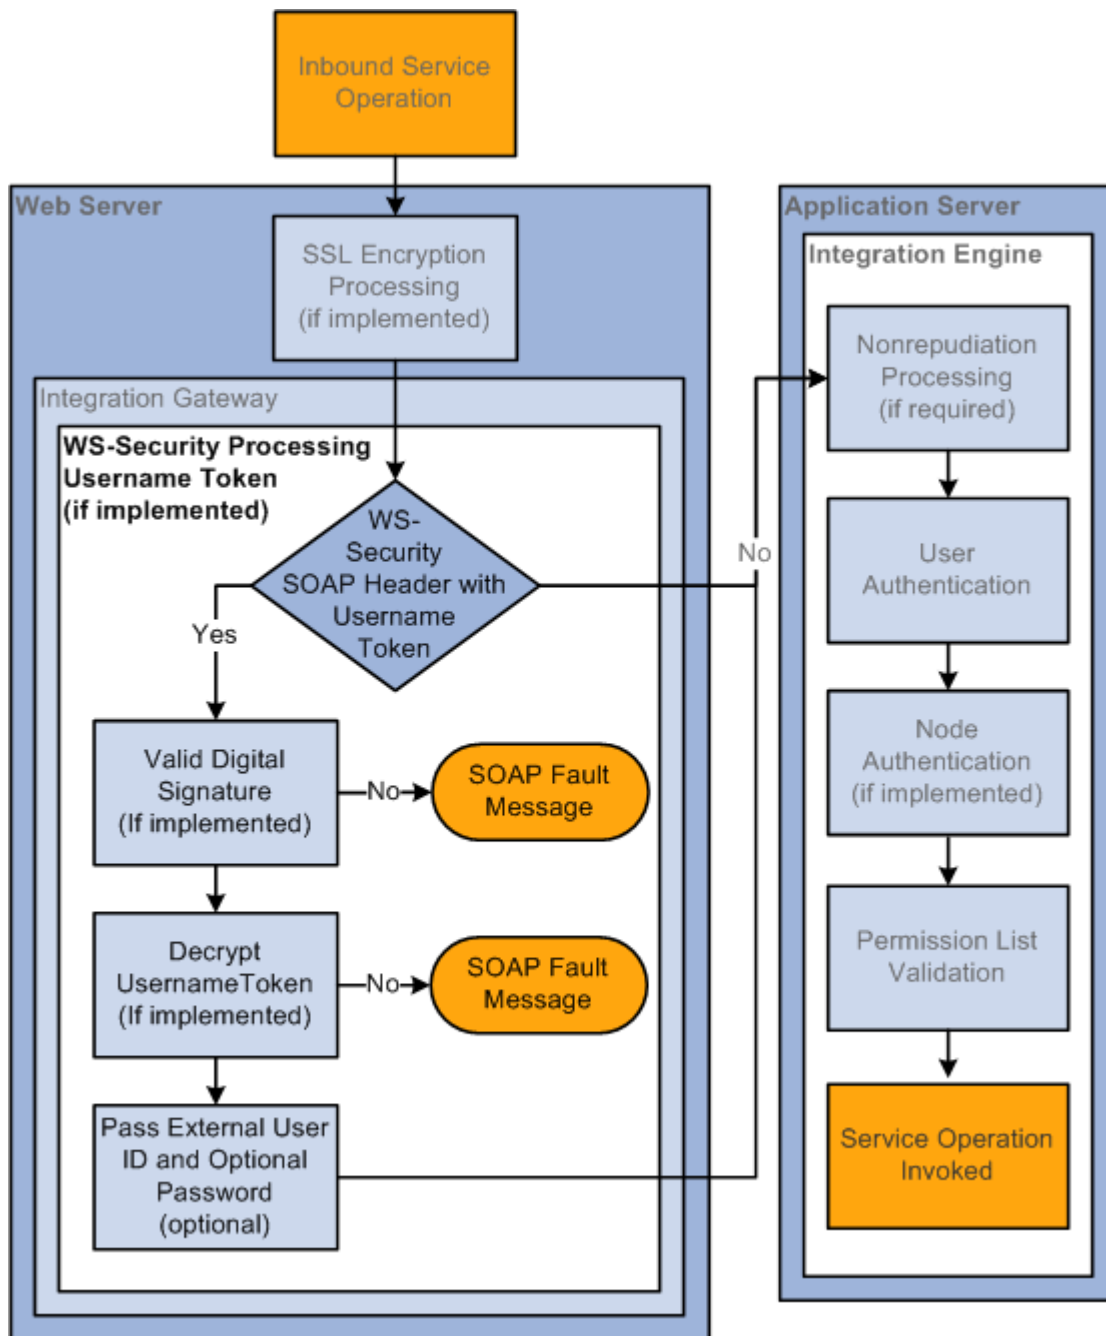 Inbound Service
Operation
Web Server
SSL Encryption
Processing
(if implemented)
Integration Gateway
WS-Security Processing
Username Token
(if implemented)
WS-
Security
SOAP Header with
Username
Token
Yes
No
Valid Digital
Signature
(If implemented)
No
SOAP Fault
Message
Decrypt
UsernameToken
(If implemented)
No
SOAP Fault
Message
Pass External User
ID and Optional
Password
(optional)
Application Server
Integration Engine
Nonrepudiation
Processing
(if required)
User
Authentication
Node
Authentication
(if implemented)
Permission List
Validation
Service Operation
Invoked